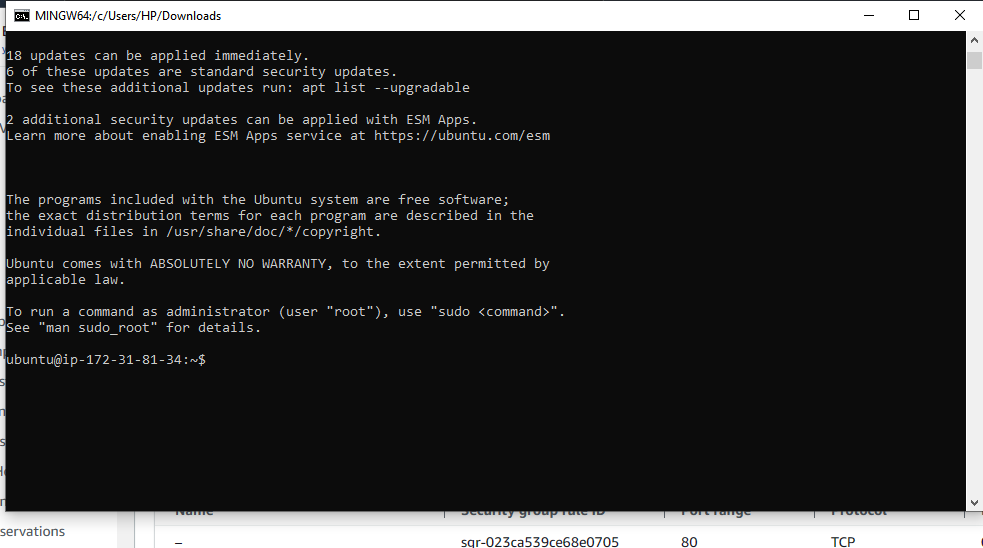 MINGW64:/c/Users/HP/Downloads
18 updates can be applied immediately.
6 of these updates are standard security updates.
To see these additional updates run: apt list --upgradable
2 additional security updates can be applied with ESM Apps.
Learn more about enabling ESM Apps service at https://ubuntu.com/esm
The programs included with the Ubuntu system are free software;
the exact distribution terms for each program are described in the
individual files in /usr/share/doc/*/copyright.
Ubuntu comes with ABSOLUTELY NO WARRANTY, to the extent permitted by
applicable law.
To run a command as administrator (user "root"), use "sudo <command>".
See "man sudo_root" for details.
ubuntu@ip-172-31-81-34:~$
Name Security group rule ID Port range Protocol
servations
– sgr-023ca539ce68e0705 80 TCP